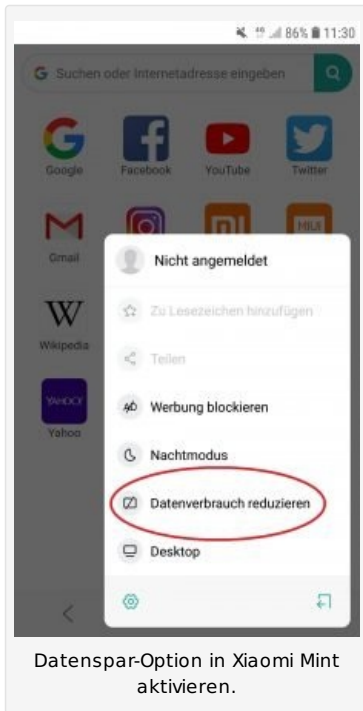 86% 11:30
G Suchen oder Internetadresse eingeben
Google Facebook YouTube Twitter
Gmail MIUI
Nicht angemeldet
Zu Lesezeichen hinzufügen
Teilen
W
Wikipedia
Werbung blockieren
YAHOO!
Yahoo
Nachtmodus
Datenverbrauch reduzieren
Desktop
Datenspar-Option in Xiaomi Mint
aktivieren.